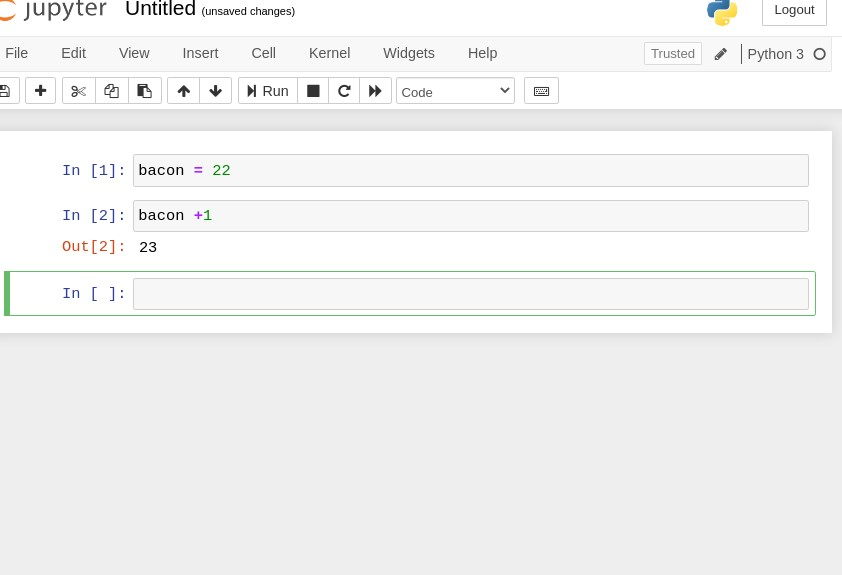 jupyter Untitled (unsaved changes) Logout
File Edit View Insert Cell Kernel Widgets Help Trusted Python 3
Run Code
In [1]: bacon = 22
In [2]: bacon +1
Out[2]: 23
In [ ]: